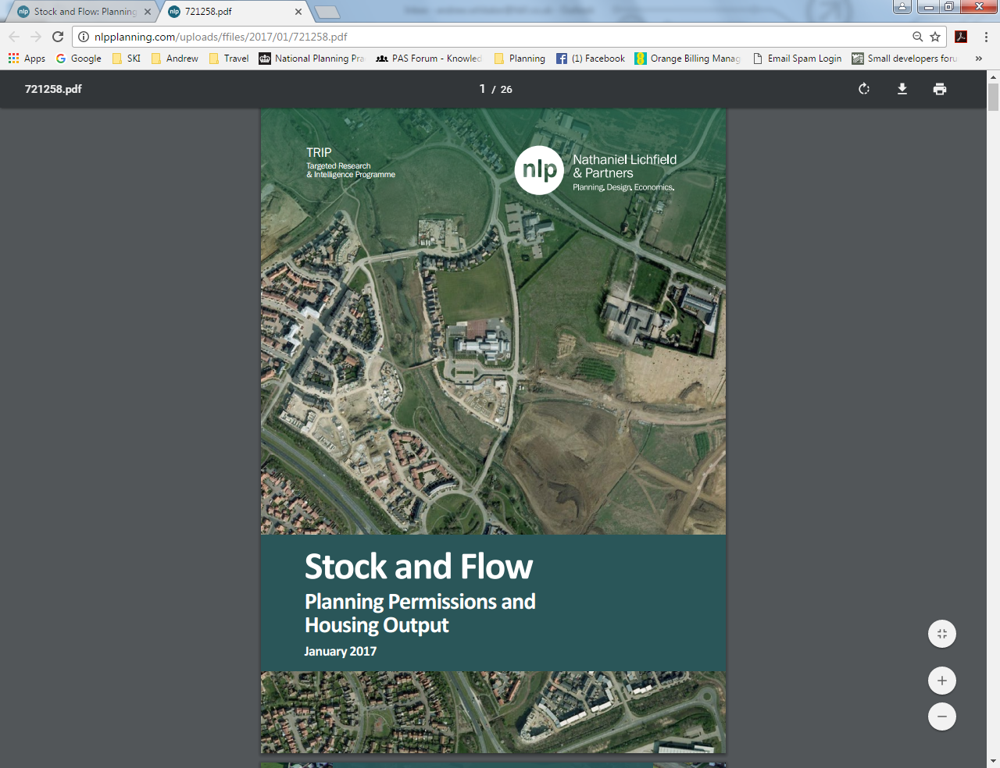 Stock and Flow: Planning
721258.pdf
nlpplanning.com/uploads/ffiles/2017/01/721258.pdf
Apps
Google
SKI
Andrew
Travel
National Planning Pra
PAS Forum - Knowled
Planning
(1) Facebook
Orange Billing Manag
Email Spam Login
Small developers foru
»
721258.pdf
1 / 26
TRIP
Targeted Research
& Intelligence Programme
nlp
Nathaniel Lichfield
& Partners
Planning. Design. Economics.
Stock and Flow
Planning Permissions and
Housing Output
January 2017